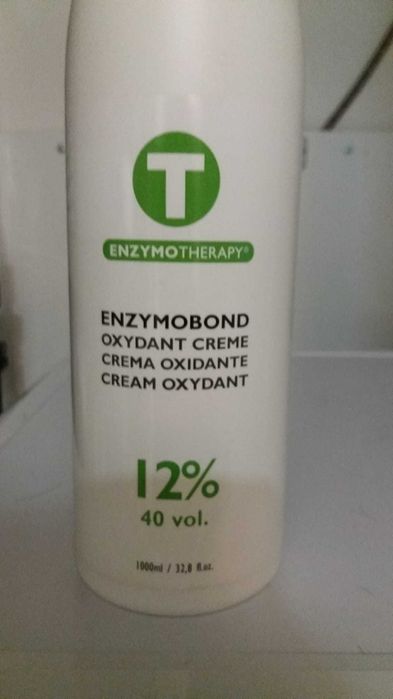 T
ENZYMOTHERAPY®
ENZYMOBOND
OXYDANT CREME
CREMA OXIDANTE
CREAM OXYDANT
12%
40 vol.
1000ml / 32,8 fl.oz.